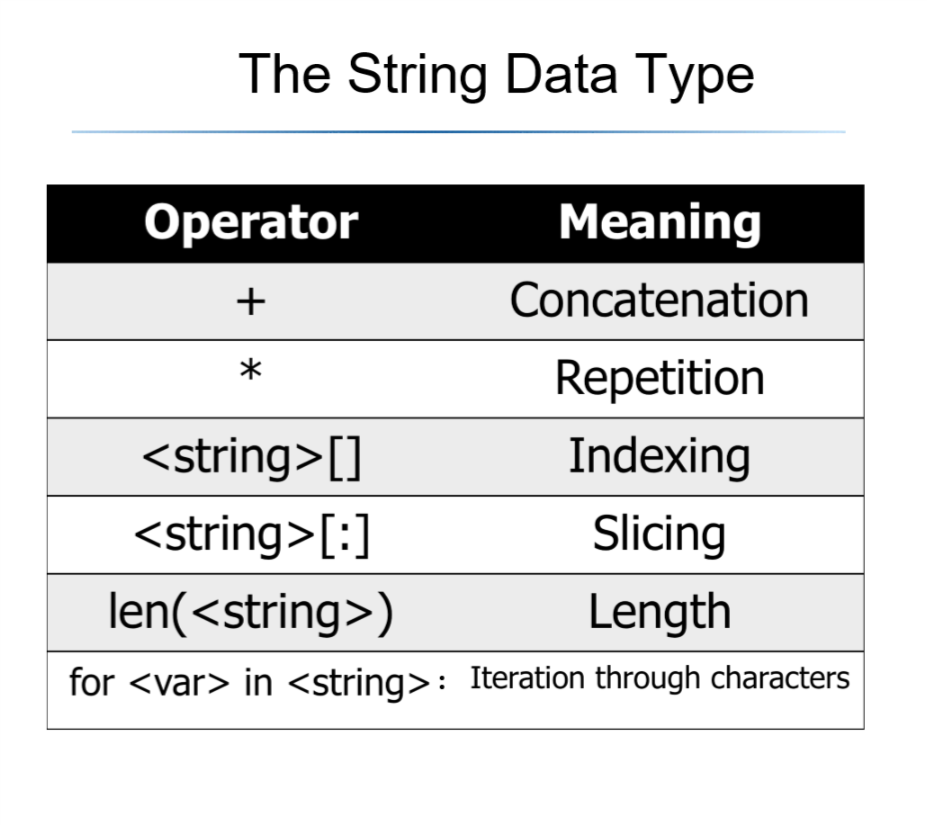 The String Data Type
Operator Meaning
+ Concatenation
* Repetition
<string>[] Indexing
<string>[:] Slicing
len(<string>) Length
for <var> in <string>: Iteration through characters